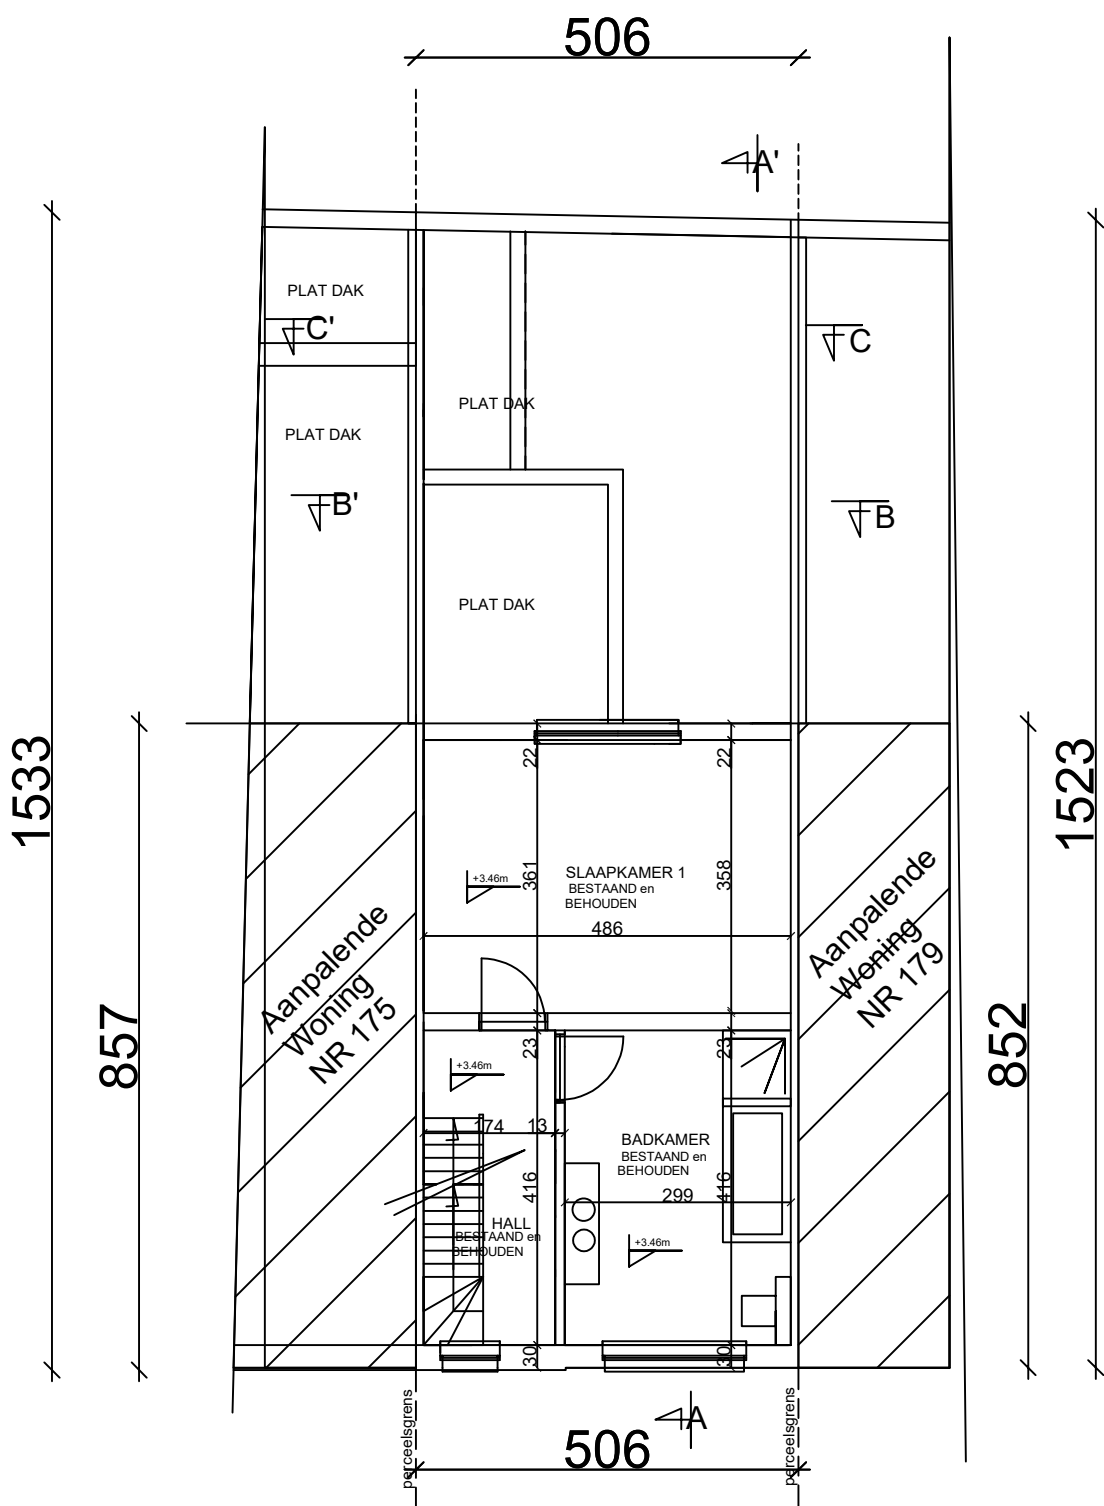 506
A'
PLAT DAK
C'
C
PLAT DAK
PLAT DAK
B'
B
PLAT DAK
1533
1523
22
22
361
358
+3.46m
SLAAPKAMER 1
BESTAAND en
BEHOUDEN
486
Aanpalende
Woning
NR 175
Aanpalende
Woning
NR 179
857
852
23
23
+3.46m
174
13
BADKAMER
BESTAAND en
BEHOUDEN
416
416
299
HALL
BESTAAND en
BEHOUDEN
+3.46m
30
30
perceelsgrens
perceelsgrens
A
506